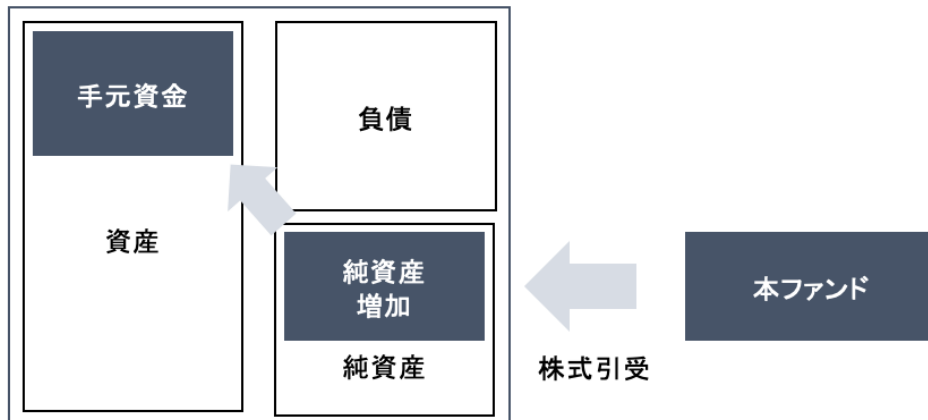 手元資金
資産
負債
純資産
増加
純資産
株式引受
本ファンド